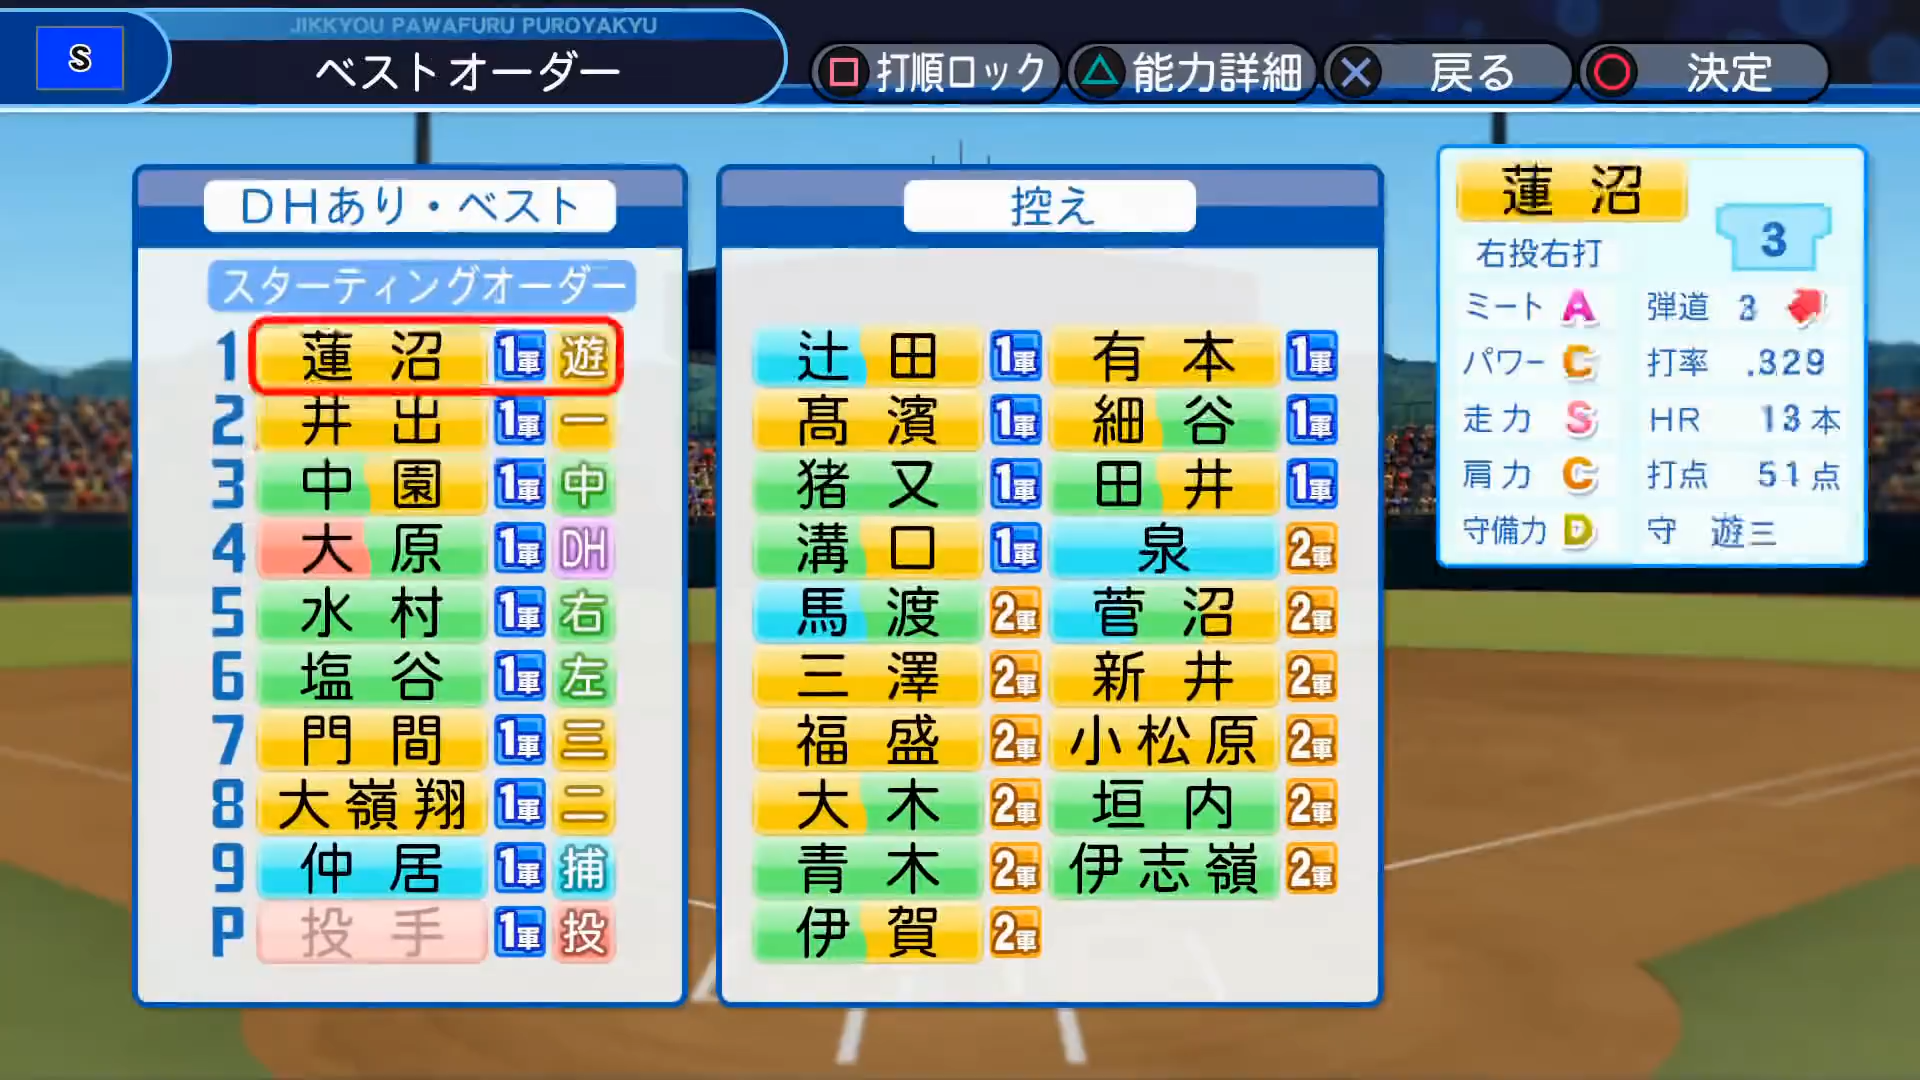 JIKKYOU PAWAFURU PUROYAKYU
S
ベストオーダー
打順ロック
能力詳細
戻る
決定
DHあり・ベスト
スターティングオーダー
1 蓮沼 1軍 遊
2 井出 1軍 一
3 中園 1軍 中
4 大原 1軍 DH
5 水村 1軍 右
6 塩谷 1軍 左
7 門間 1軍 三
8 大嶺翔 1軍 二
9 仲居 1軍 捕
P 投手 1軍 投
控え
辻田 1軍 有本 1軍
髙濱 1軍 細谷 1軍
猪又 1軍 田井 1軍
溝口 1軍 泉 2軍
馬渡 2軍 菅沼 2軍
三澤 2軍 新井 2軍
福盛 2軍 小松原 2軍
大木 2軍 垣内 2軍
青木 2軍 伊志嶺 2軍
伊賀 2軍
蓮沼
3
右投右打
ミート A 弾道 3
パワー C 打率 .329
走力 S HR 13本
肩力 C 打点 51点
守備力 D 守 遊三